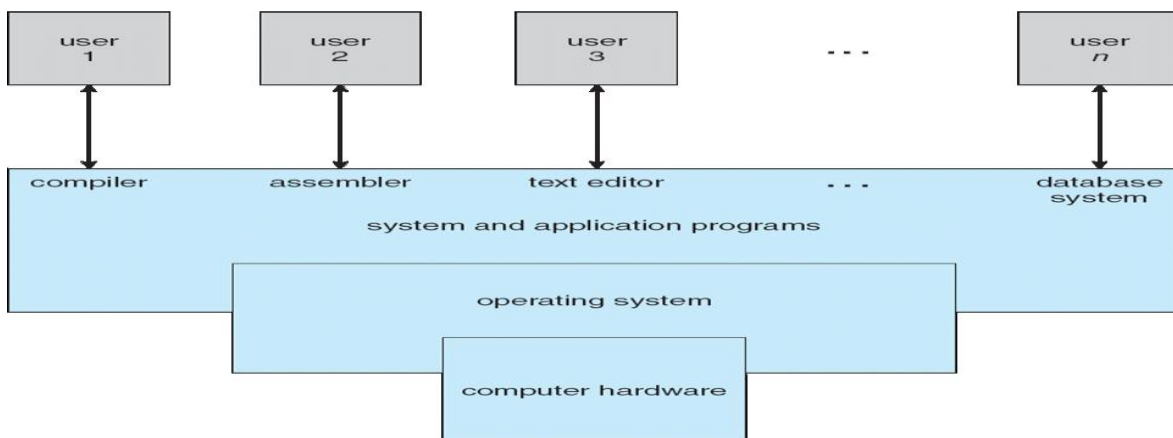 user
1
user
2
user
3
...
user
n
compiler
assembler
text editor
...
database
system
system and application programs
operating system
computer hardware